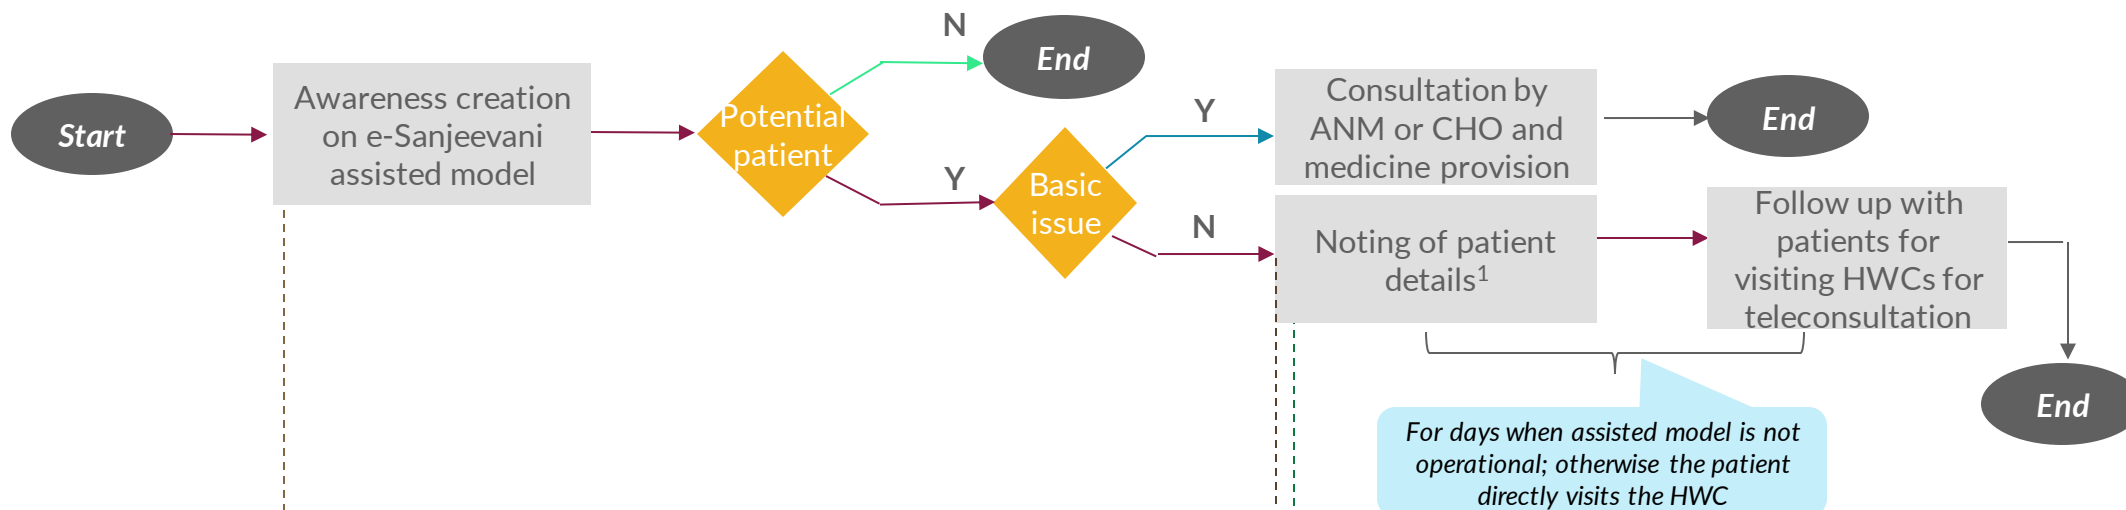 Start
Awareness creation
on e-Sanjeevani
assisted model
Potential
patient
N
End
Y
Basic
issue
Y
Consultation by
ANM or CHO and
medicine provision
End
N
Noting of patient
details¹
Follow up with
patients for
visiting HWCs for
teleconsultation
End
For days when assisted model is not
operational; otherwise the patient
directly visits the HWC